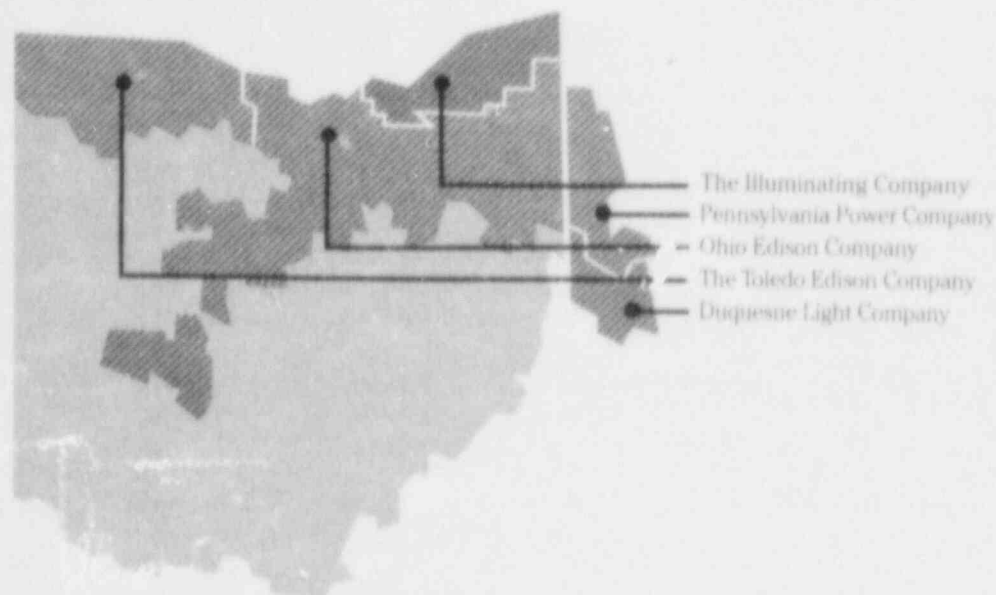 The Illuminating Company
Pennsylvania Power Company
Ohio Edison Company
The Toledo Edison Company
Duquesne Light Company